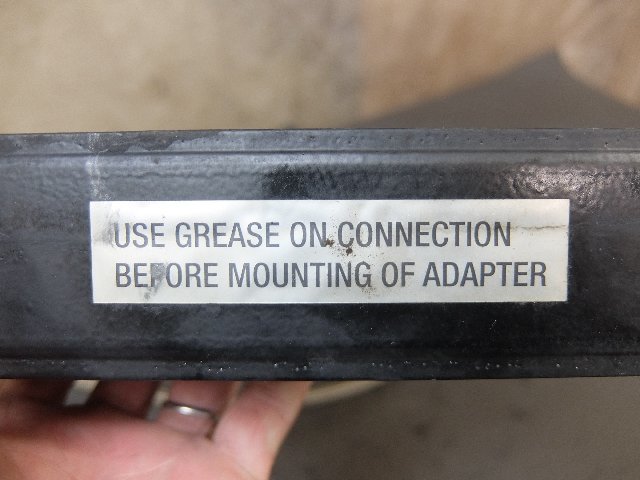 USE GREASE ON CONNECTION
BEFORE MOUNTING OF ADAPTER